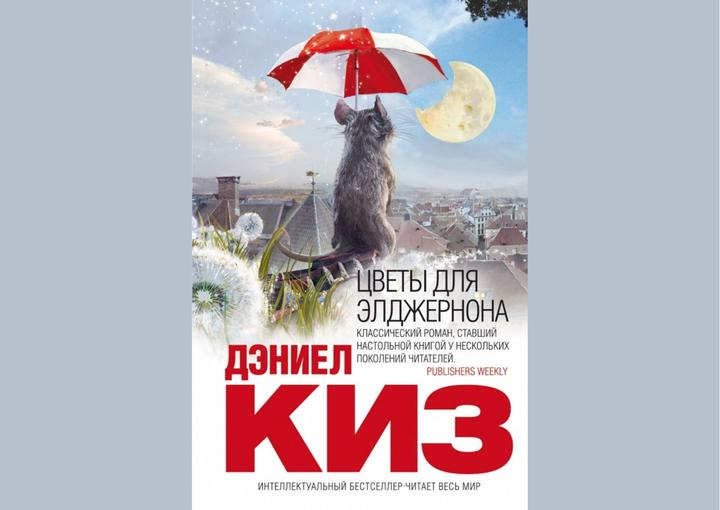 ЦВЕТЫ ДЛЯ
ЭЛДЖЕРНОНА
КЛАССИЧЕСКИЙ РОМАН, СТАВШИЙ
НАСТОЛЬНОЙ КНИГОЙ У НЕСКОЛЬКИХ
ПОКОЛЕНИЙ ЧИТАТЕЛЕЙ.
PUBLISHERS WEEKLY
ДЭНИЕЛ
КИЗ
ИНТЕЛЛЕКТУАЛЬНЫЙ БЕСТСЕЛЛЕР·ЧИТАЕТ ВЕСЬ МИР